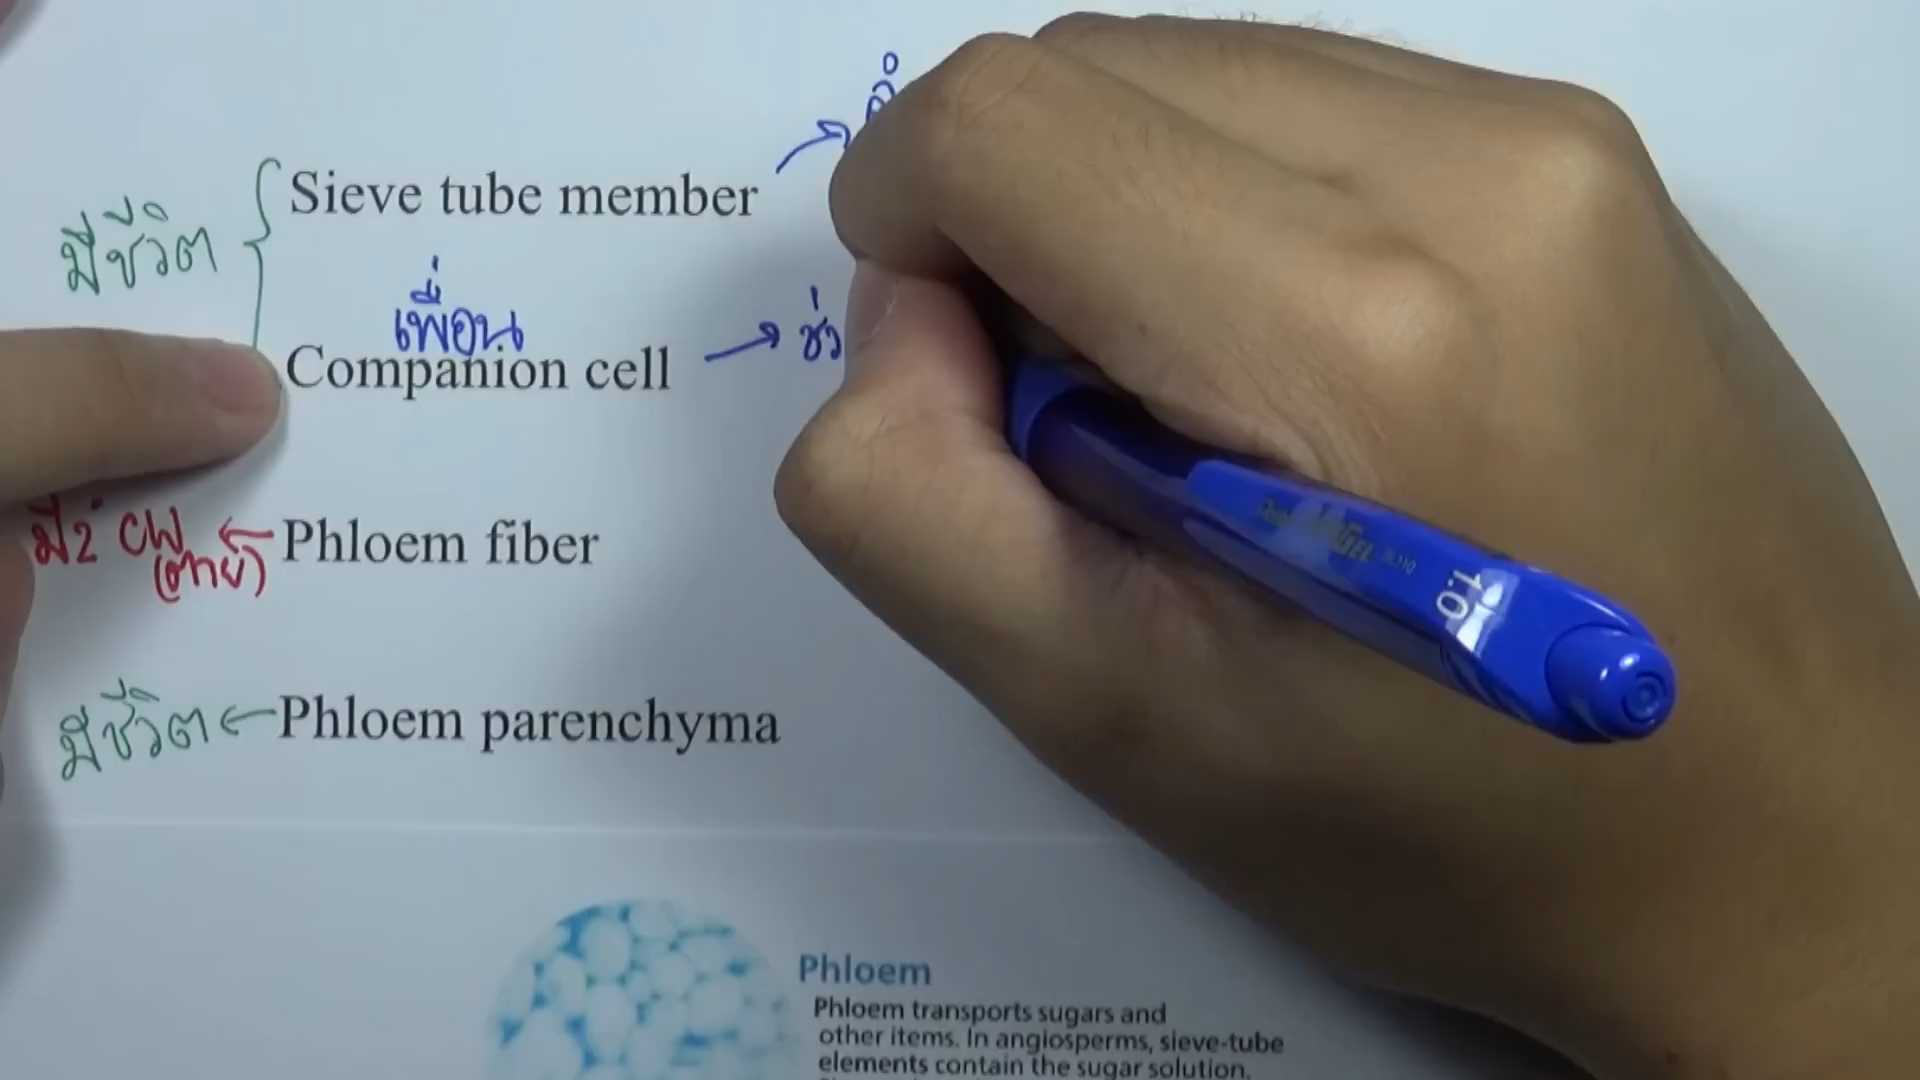 Sieve tube member
มีชีวิต
เพื่อน
Companion cell
มี 2° CW
(ตาย)
Phloem fiber
มีชีวิต
Phloem parenchyma
1.0
Phloem
Phloem transports sugars and
other items. In angiosperms, sieve-tube
elements contain the sugar solution.